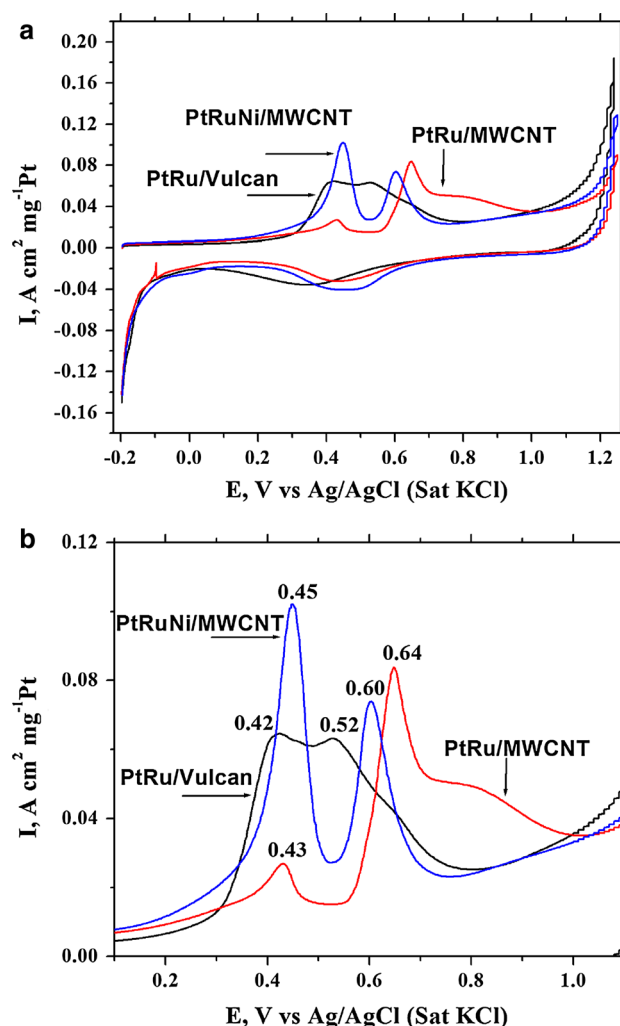 a
0.20
0.16
0.12
0.08
0.04
0.00
-0.04
-0.08
-0.12
-0.16
I, A cm² mg⁻¹Pt
PtRuNi/MWCNT
PtRu/MWCNT
PtRu/Vulcan
-0.2 0.0 0.2 0.4 0.6 0.8 1.0 1.2
E, V vs Ag/AgCl (Sat KCl)
b
0.12
0.08
0.04
0.00
I, A cm² mg⁻¹Pt
0.45
PtRuNi/MWCNT
0.64
0.60
0.42
0.52
PtRu/MWCNT
PtRu/Vulcan
0.43
0.2 0.4 0.6 0.8 1.0
E, V vs Ag/AgCl (Sat KCl)